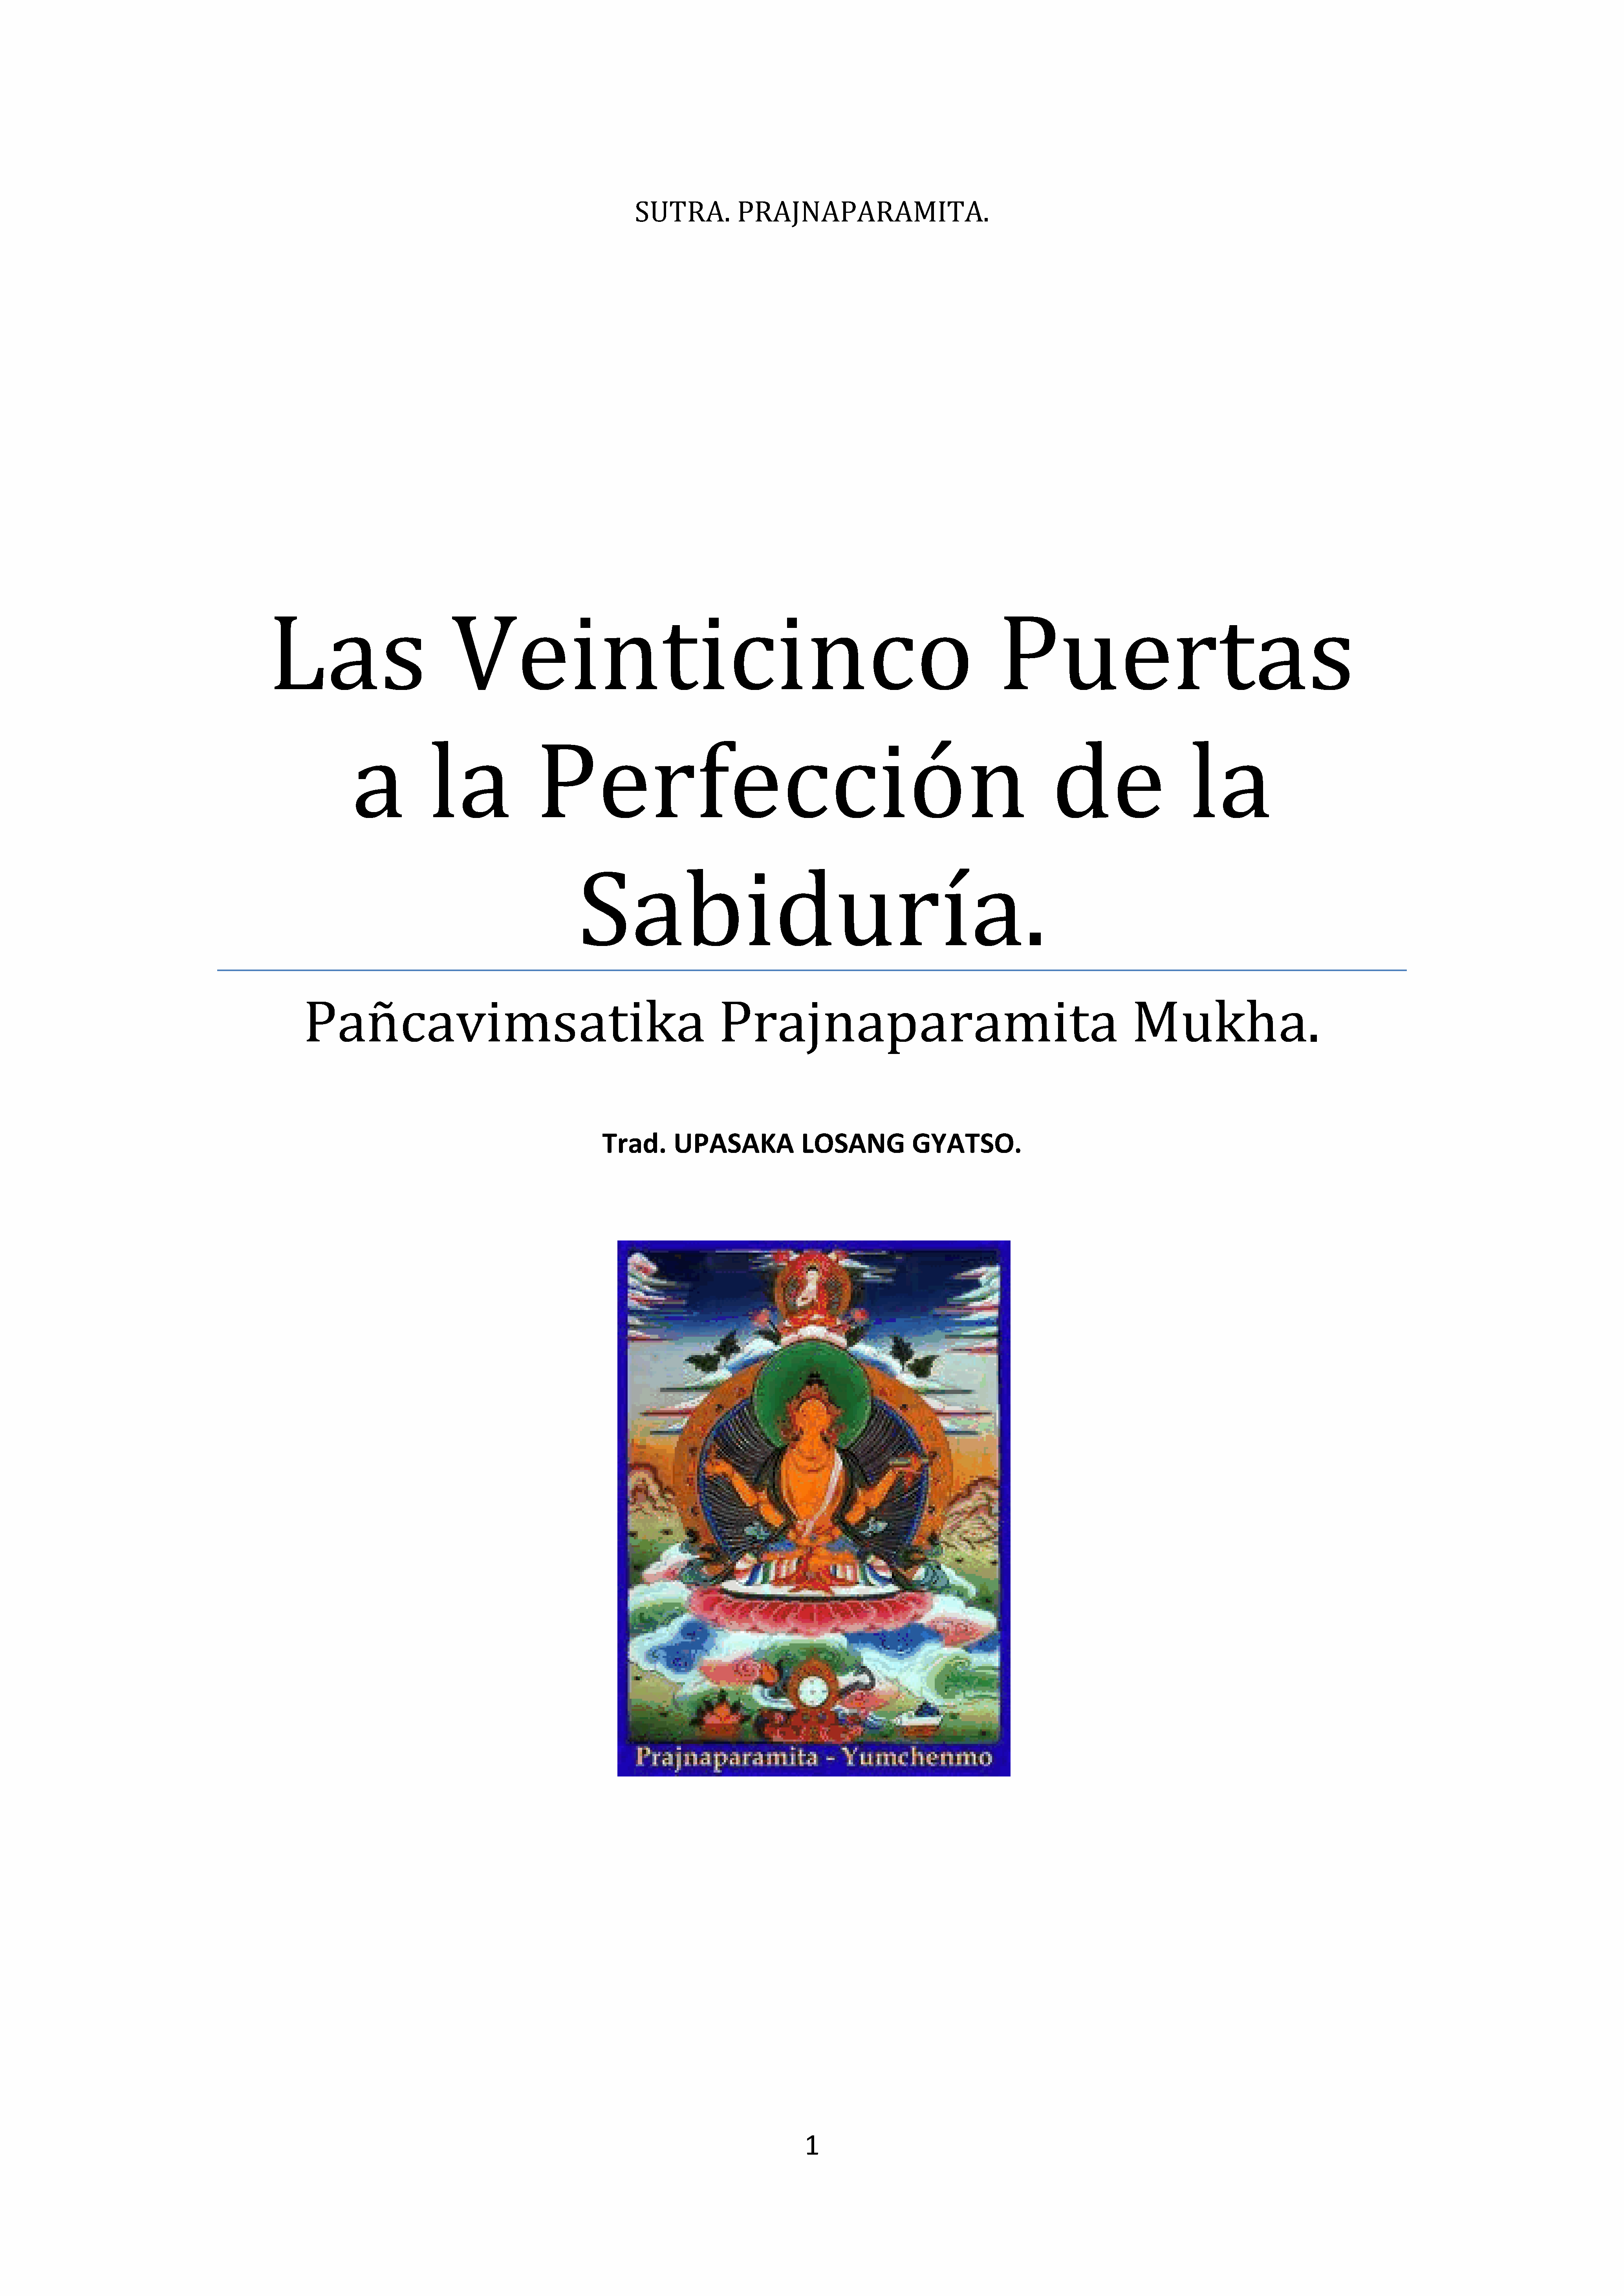 SUTRA. PRAJNAPARAMITA.
Las Veinticinco Puertas
a la Perfección de la
Sabiduría.
Pañcavimsatika Prajnaparamita Mukha.
Trad. UPASAKA LOSANG GYATSO.
Prajnaparamita - Yumchenmo
1